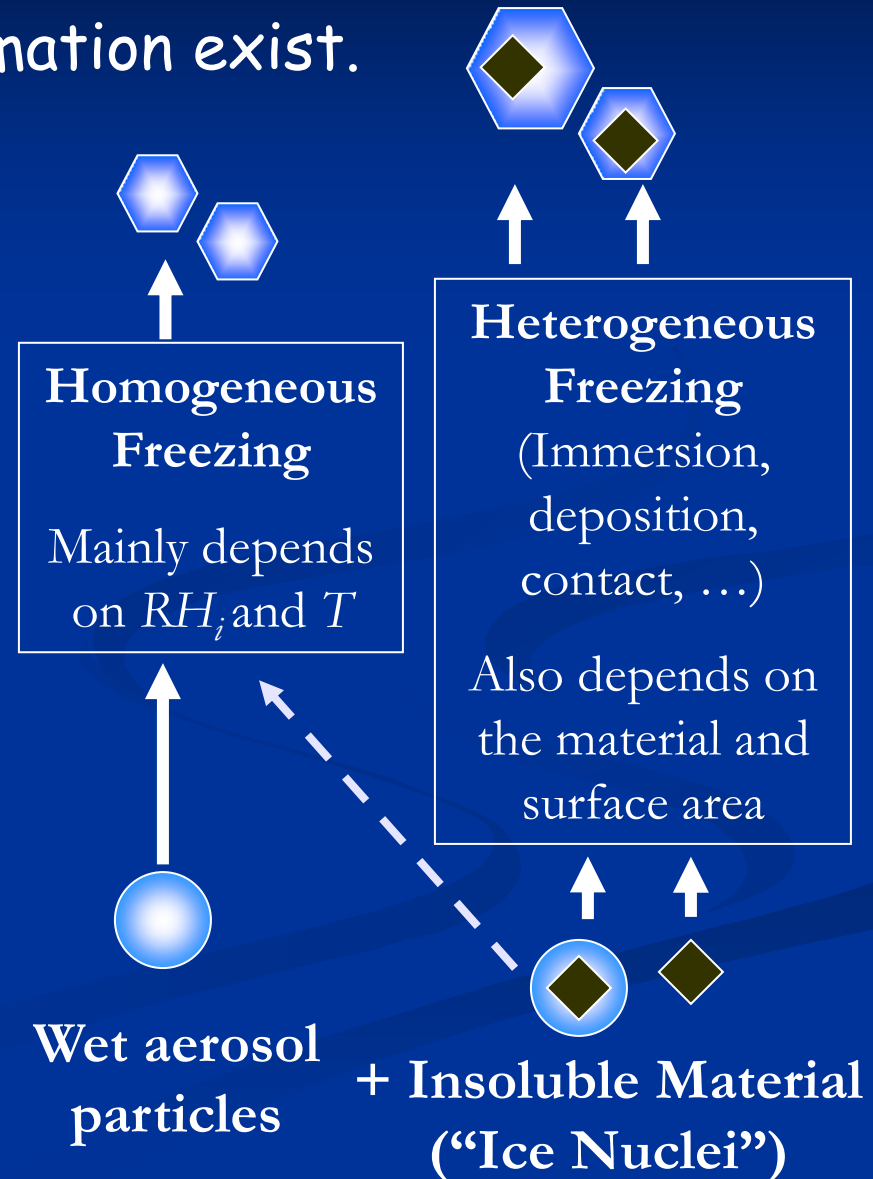 mation exist.
Homogeneous
Freezing
Mainly depends
on RHi and T
Heterogeneous
Freezing
(Immersion,
deposition,
contact, …)
Also depends on
the material and
surface area
Wet aerosol
particles
+ Insoluble Material
(“Ice Nuclei”)